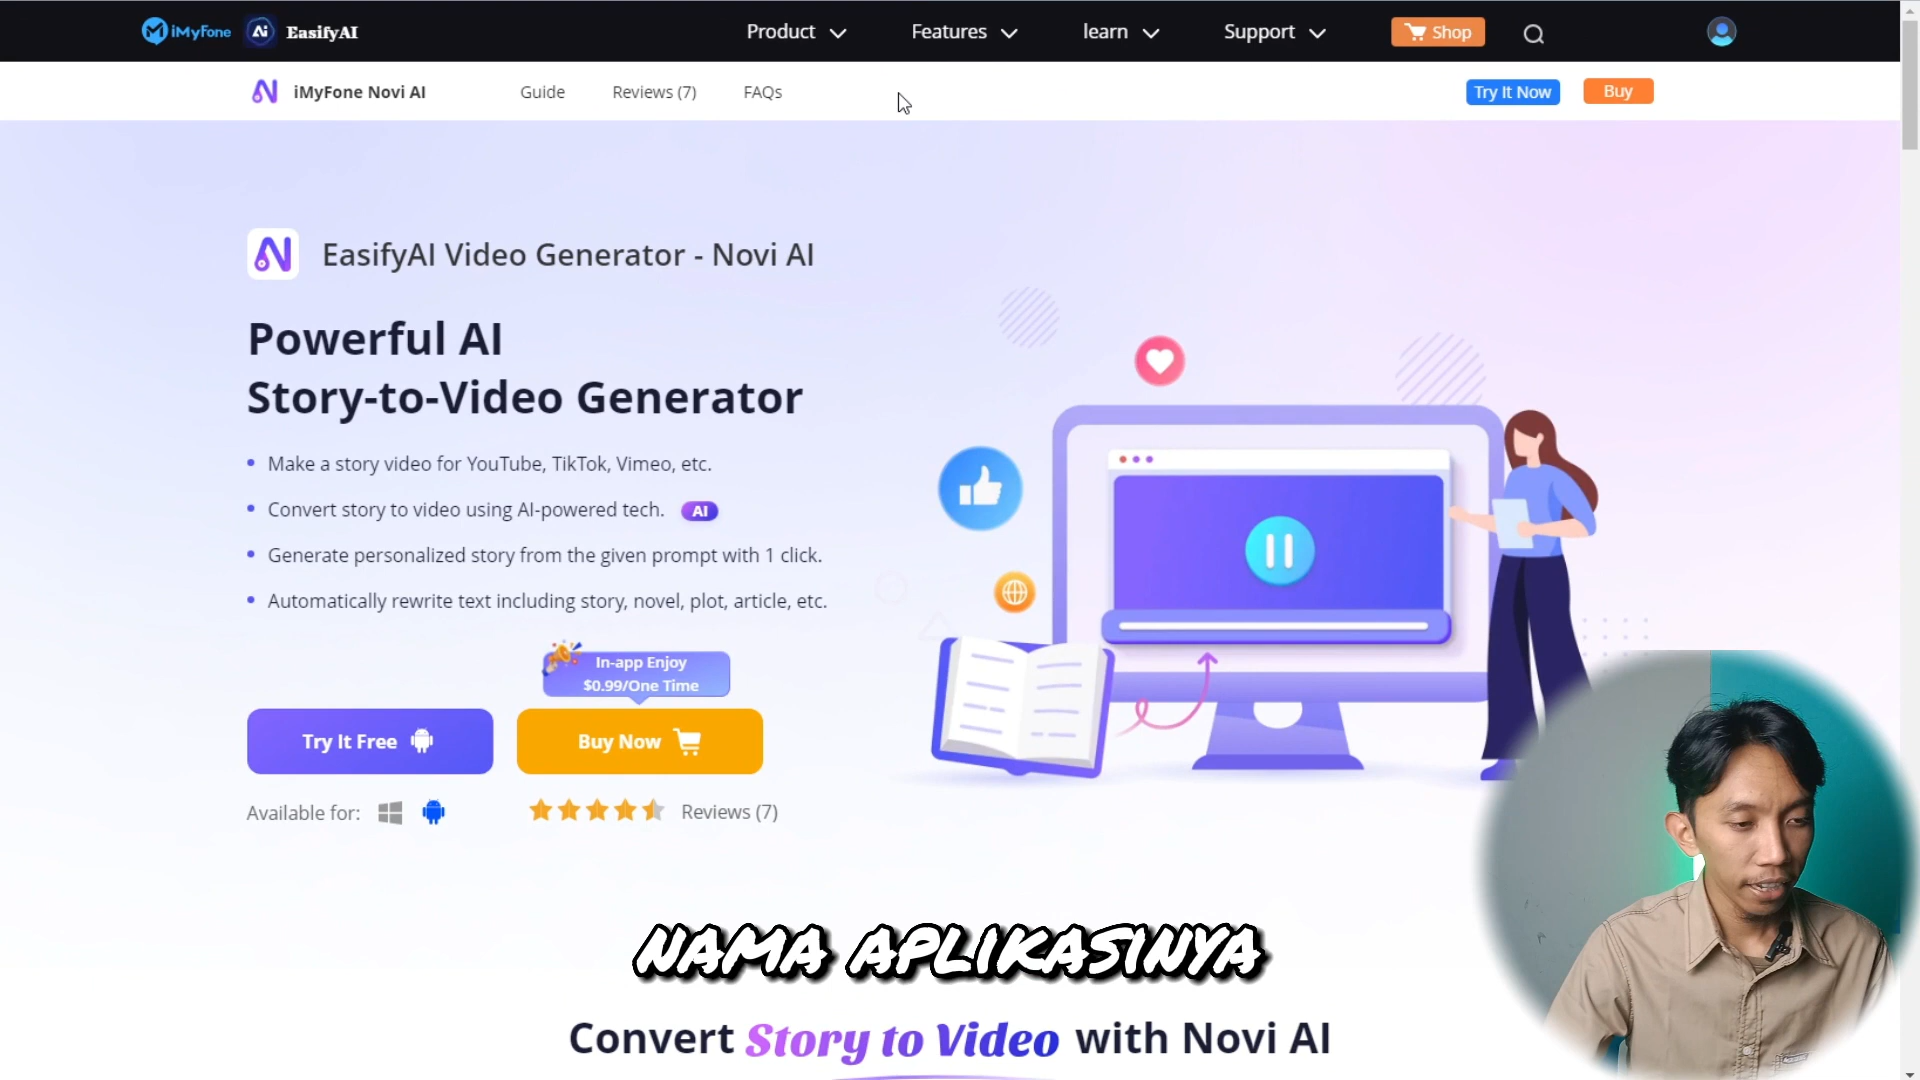 iMyFone EasifyAI Product Features learn Support Shop
iMyFone Novi AI Guide Reviews (7) FAQs Try It Now Buy
EasifyAI Video Generator - Novi AI
Powerful AI
Story-to-Video Generator
Make a story video for YouTube, TikTok, Vimeo, etc.
Convert story to video using AI-powered tech. AI
Generate personalized story from the given prompt with 1 click.
Automatically rewrite text including story, novel, plot, article, etc.
In-app Enjoy
$0.99/One Time
Try It Free Buy Now
Available for: Reviews (7)
NAMA APLIKASINYA
Convert Story to Video with Novi AI